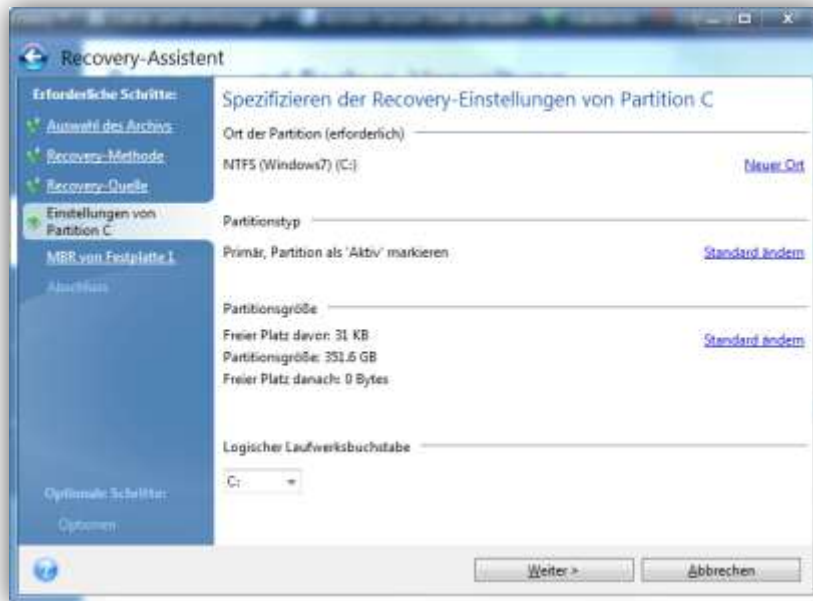 Recovery-Assistent
Erforderliche Schritte:
Auswahl des Archivs
Recovery-Methode
Recovery-Quelle
Einstellungen von
Partition C
MBR von Festplatte 1
Abschluss
Optionale Schritte:
Optionen
Spezifizieren der Recovery-Einstellungen von Partition C
Ort der Partition (erforderlich)
NTFS (Windows7) (C:)
Neuer Ort
Partitionstyp
Primär, Partition als 'Aktiv' markieren
Standard ändern
Partitionsgröße
Freier Platz davor: 31 KB
Standard ändern
Partitionsgröße: 351.6 GB
Freier Platz danach: 0 Bytes
Logischer Laufwerksbuchstabe
C:
Weiter >
Abbrechen